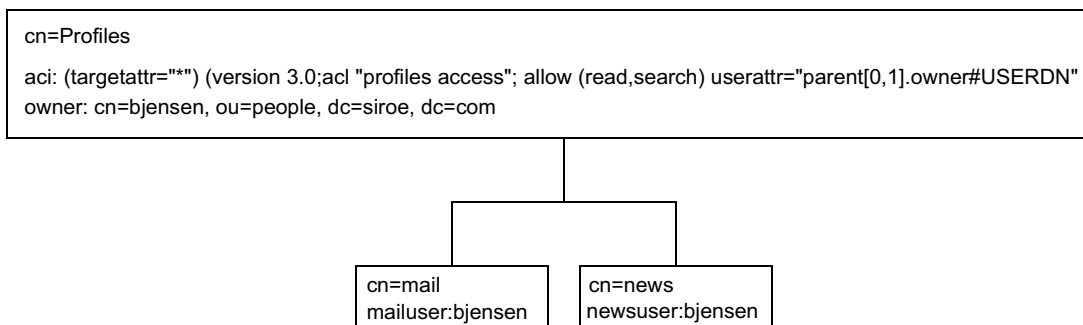 cn=Profiles
aci: (targetattr="*") (version 3.0;acl "profiles access"; allow (read,search) userattr="parent[0,1].owner#USERDN"
owner: cn=bjensen, ou=people, dc=siroe, dc=com
cn=mail
mailuser:bjensen
cn=news
newsuser:bjensen